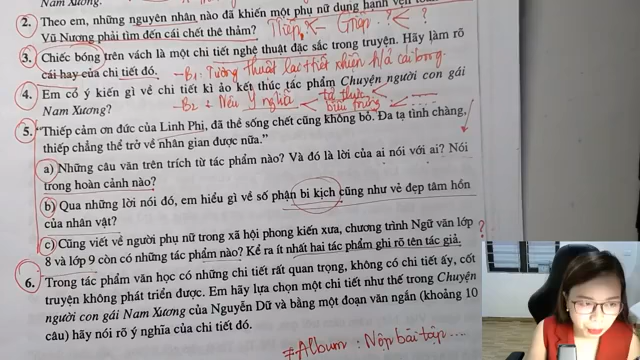 Nam Xương.
2. Theo em, những nguyên nhân nào đã khiến một phụ nữ dung hạnh vẹn toàn
Vũ Nương phải tìm đến cái chết thê thảm? Tiếp Giáp ? ?
3. Chiếc bóng trên vách là một chi tiết nghệ thuật đặc sắc trong truyện. Hãy làm rõ
cái hay của chi tiết đó. - B1: Tường thuật lại chi tiết h/ả cái bóng
4. Em có ý kiến gì về chi tiết kì ảo kết thúc tác phẩm Chuyện người con gái
Nam Xương? - B2: Nêu ý nghĩa tả thực
biểu trưng
5. "Thiếp cảm ơn đức của Linh Phi, đã thề sống chết cũng không bỏ. Đa tạ tình chàng,
thiếp chẳng thể trở về nhân gian được nữa."
a) Những câu văn trên trích từ tác phẩm nào? Và đó là lời của ai nói với ai? Nói
trong hoàn cảnh nào?
b) Qua những lời nói đó, em hiểu gì về số phận bi kịch cũng như vẻ đẹp tâm hồn
của nhân vật?
c) Cũng viết về người phụ nữ trong xã hội phong kiến xưa, chương trình Ngữ văn lớp ?
8 và lớp 9 còn có những tác phẩm nào? Kể ra ít nhất hai tác phẩm ghi rõ tên tác giả.
6. Trong tác phẩm văn học có những chi tiết rất quan trọng, không có chi tiết ấy, cốt
truyện không phát triển được. Em hãy lựa chọn một chi tiết như thế trong Chuyện
người con gái Nam Xương của Nguyễn Dữ và bằng một đoạn văn ngắn (khoảng 10
câu) hãy nói rõ ý nghĩa của chi tiết đó.
Album: Nộp bài tập ....